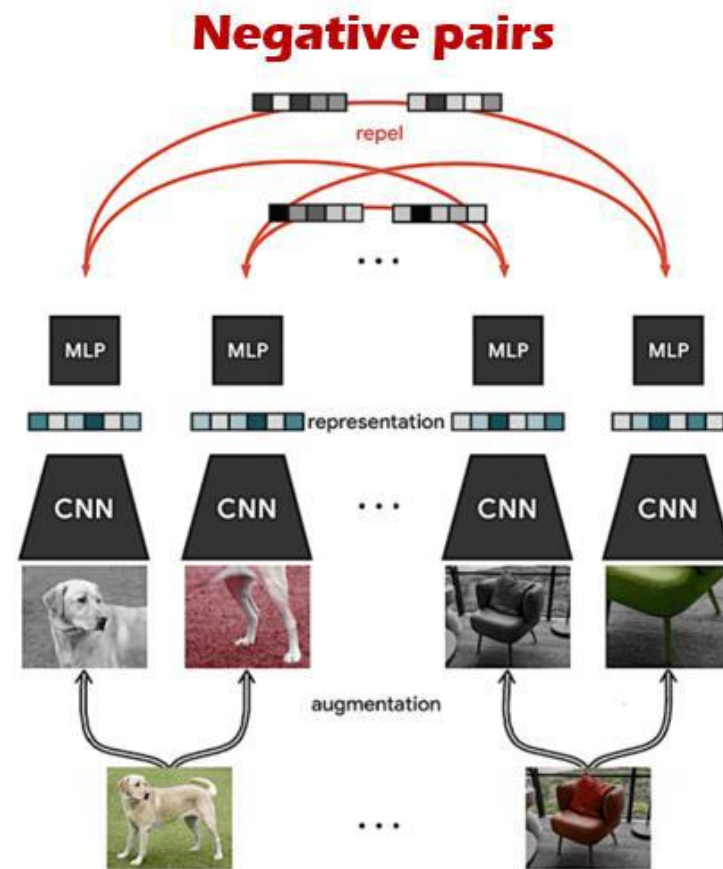 Negative pairs
repel
...
MLP MLP MLP MLP
representation
CNN CNN ... CNN CNN
augmentation
...